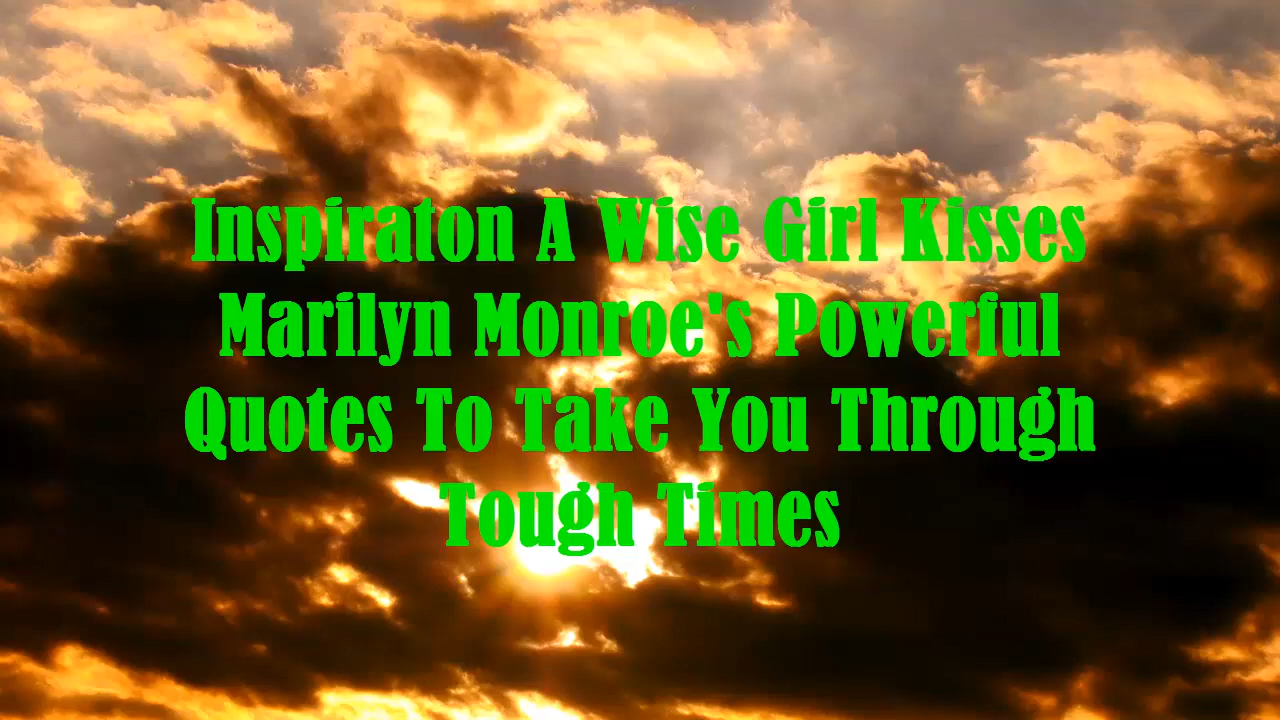 Inspiraton A Wise Girl Kisses
Marilyn Monroe's Powerful
Quotes To Take You Through
Tough Times